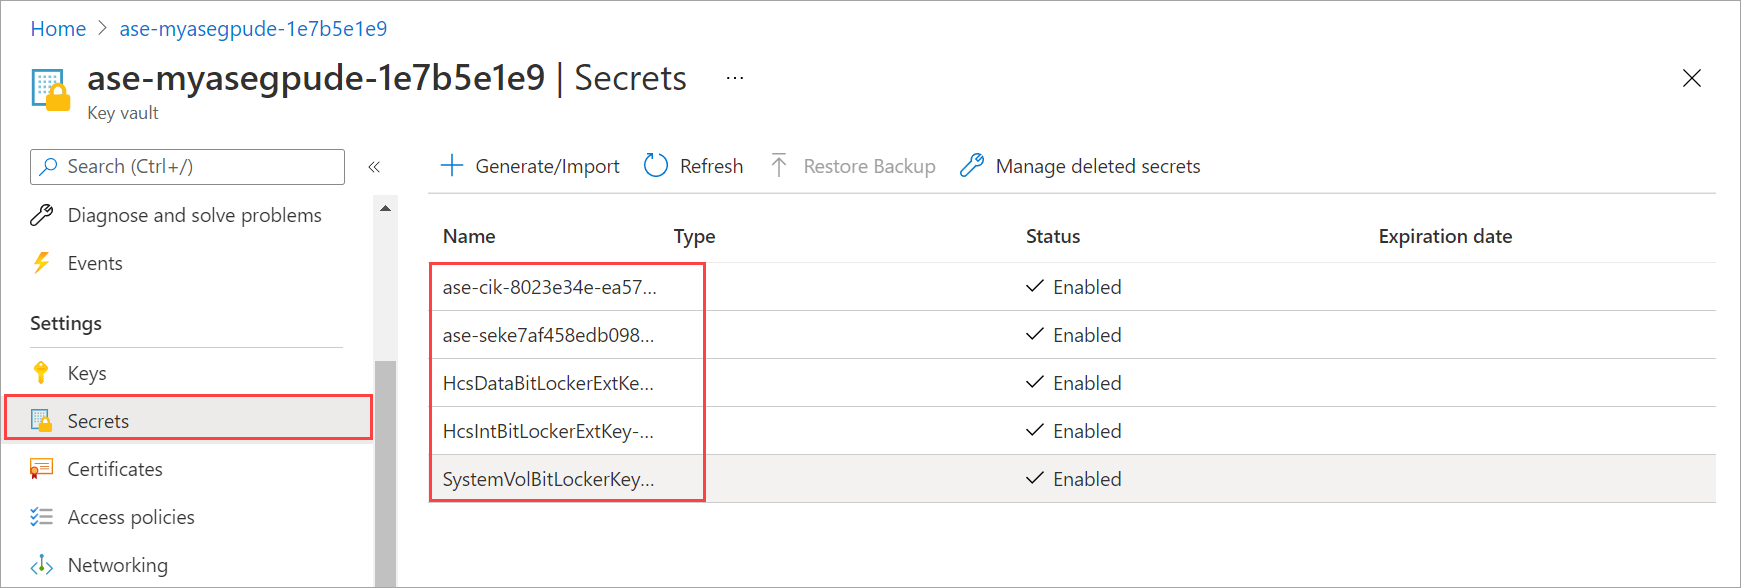 Home > ase-myasegpude-1e7b5e1e9
ase-myasegpude-1e7b5e1e9 | Secrets ...
Key vault
Search (Ctrl+/) «
Generate/Import Refresh Restore Backup Manage deleted secrets
Diagnose and solve problems
Events
Settings
Keys
Secrets
Certificates
Access policies
Networking
Name Type Status Expiration date
ase-cik-8023e34e-ea57... Enabled
ase-seke7af458edb098... Enabled
HcsDataBitLockerExtKe... Enabled
HcsIntBitLockerExtKey-... Enabled
SystemVolBitLockerKey... Enabled